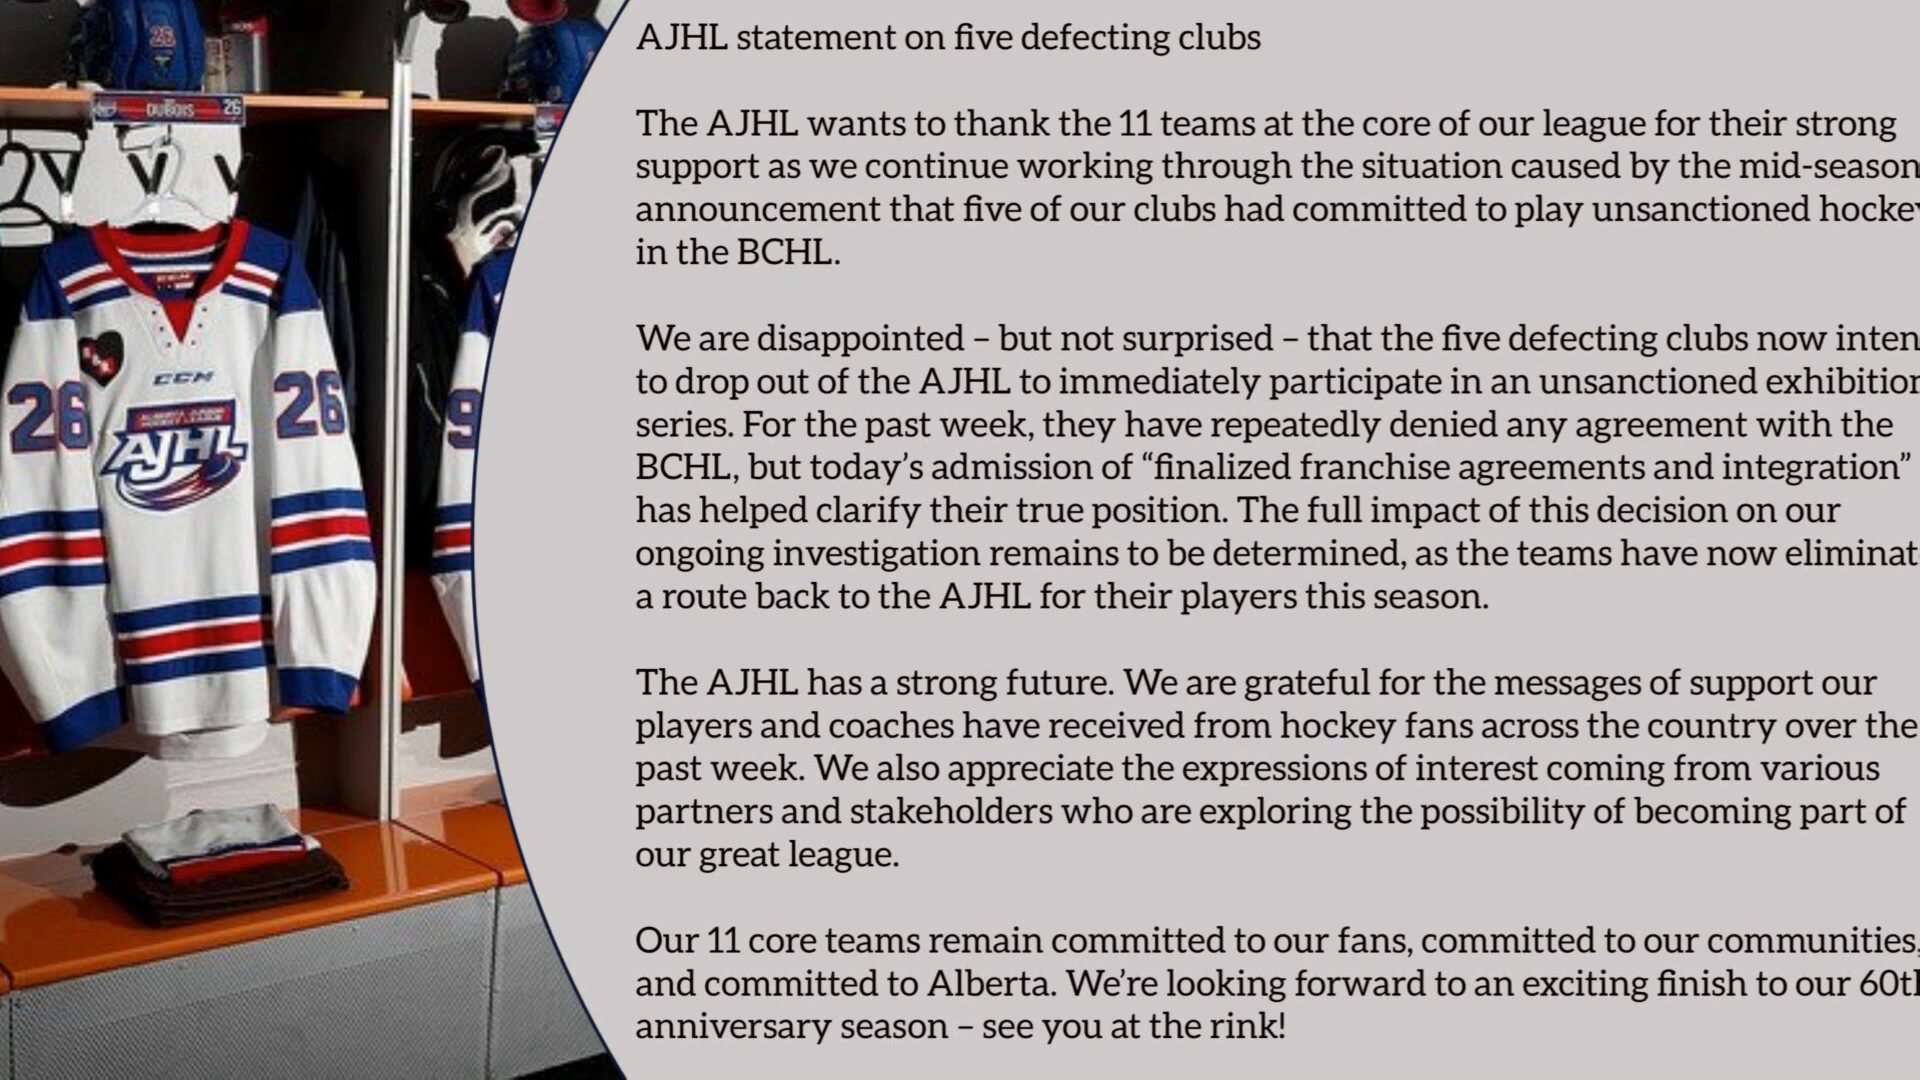 26
DUBOIS 26
CCM
CCM
26
26
9
AJHL
AJHL statement on five defecting clubs
The AJHL wants to thank the 11 teams at the core of our league for their strong
support as we continue working through the situation caused by the mid-season
announcement that five of our clubs had committed to play unsanctioned hockey
in the BCHL.
We are disappointed – but not surprised – that the five defecting clubs now inten
to drop out of the AJHL to immediately participate in an unsanctioned exhibition
series. For the past week, they have repeatedly denied any agreement with the
BCHL, but today’s admission of “finalized franchise agreements and integration”
has helped clarify their true position. The full impact of this decision on our
ongoing investigation remains to be determined, as the teams have now eliminat
a route back to the AJHL for their players this season.
The AJHL has a strong future. We are grateful for the messages of support our
players and coaches have received from hockey fans across the country over the
past week. We also appreciate the expressions of interest coming from various
partners and stakeholders who are exploring the possibility of becoming part of
our great league.
Our 11 core teams remain committed to our fans, committed to our communities,
and committed to Alberta. We’re looking forward to an exciting finish to our 60th
anniversary season – see you at the rink!